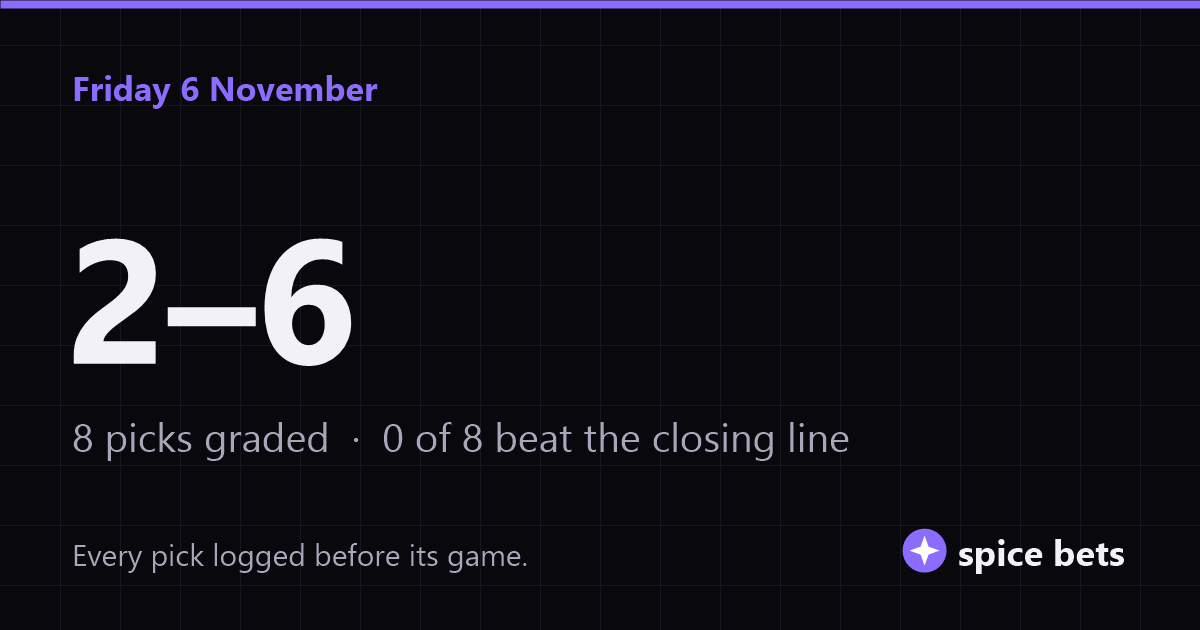 Friday 6 November
2–6
8 picks graded · 0 of 8 beat the closing line
Every pick logged before its game.
spice bets